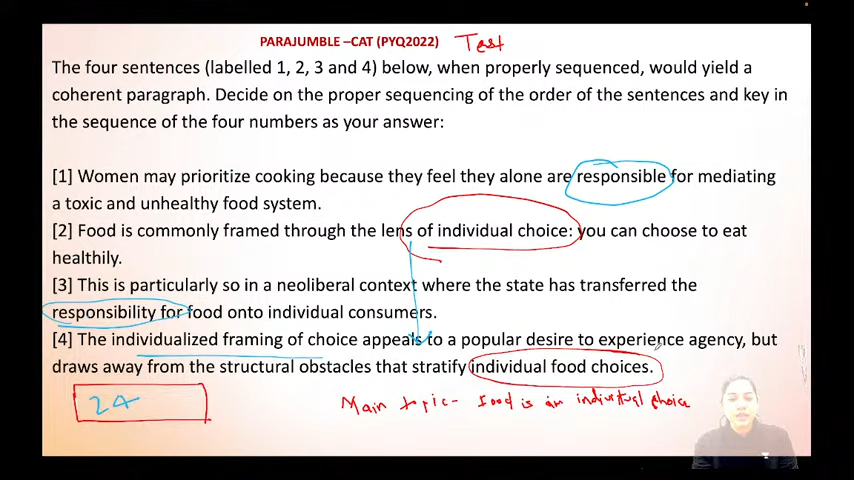 PARAJUMBLE –CAT (PYQ2022) Test
The four sentences (labelled 1, 2, 3 and 4) below, when properly sequenced, would yield a
coherent paragraph. Decide on the proper sequencing of the order of the sentences and key in
the sequence of the four numbers as your answer:
[1] Women may prioritize cooking because they feel they alone are responsible for mediating
a toxic and unhealthy food system.
[2] Food is commonly framed through the lens of individual choice: you can choose to eat
healthily.
[3] This is particularly so in a neoliberal context where the state has transferred the
responsibility for food onto individual consumers.
[4] The individualized framing of choice appeals to a popular desire to experience agency, but
draws away from the structural obstacles that stratify individual food choices.
24
Main topic- food is an individual choice